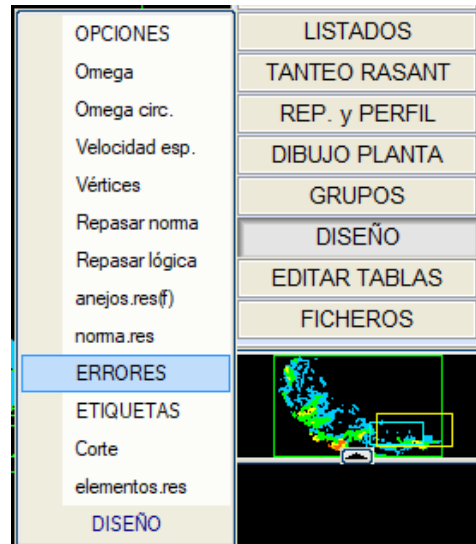 OPCIONES
Omega
Omega circ.
Velocidad esp.
Vértices
Repasar norma
Repasar lógica
anejos.res(f)
norma.res
ERRORES
ETIQUETAS
Corte
elementos.res
DISEÑO
LISTADOS
TANTEO RASANT
REP. y PERFIL
DIBUJO PLANTA
GRUPOS
DISEÑO
EDITAR TABLAS
FICHEROS